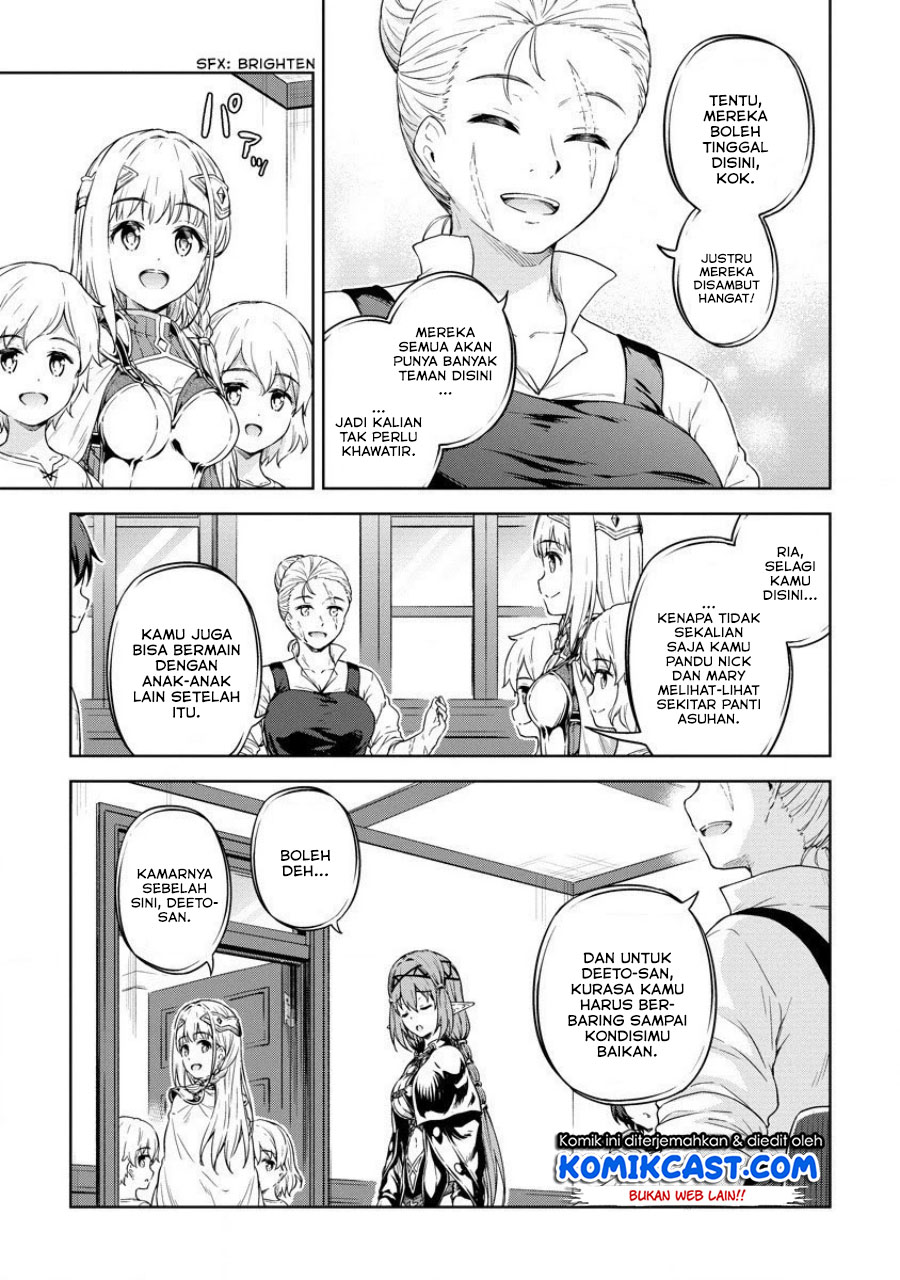 TENTU,
MEREKA
BOLEH
TINGGAL
DISINI,
KOK.
JUSTRU
MEREKA
DISAMBUT
HANGAT!
MEREKA
SEMUA AKAN
PUNYA BANYAK
TEMAN DISINI
...
...
JADI KALIAN
TAK PERLU
KHAWATIR.
SFX: BRIGHTEN
パァッ
RIA,
SELAGI
KAMU
DISINI...
...
KENAPA TIDAK
SEKALIAN
SAJA KAMU
PANDU NICK
DAN MARY
MELIHAT-LIHAT
SEKITAR PANTI
ASUHAN.
KAMU JUGA
BISA BERMAIN
DENGAN
ANAK-ANAK
LAIN SETELAH
ITU.
DAN UNTUK
DEETO-SAN,
KURASA KAMU
HARUS BER-
BARING SAMPAI
KONDISIMU
BAIKAN.
BOLEH
DEH...
KAMARNYA
SEBELAH
SINI, DEETO-
SAN.
Komik ini diterjemahkan & diedit oleh
KOMIKCAST.COM
BUKAN WEB LAIN!!